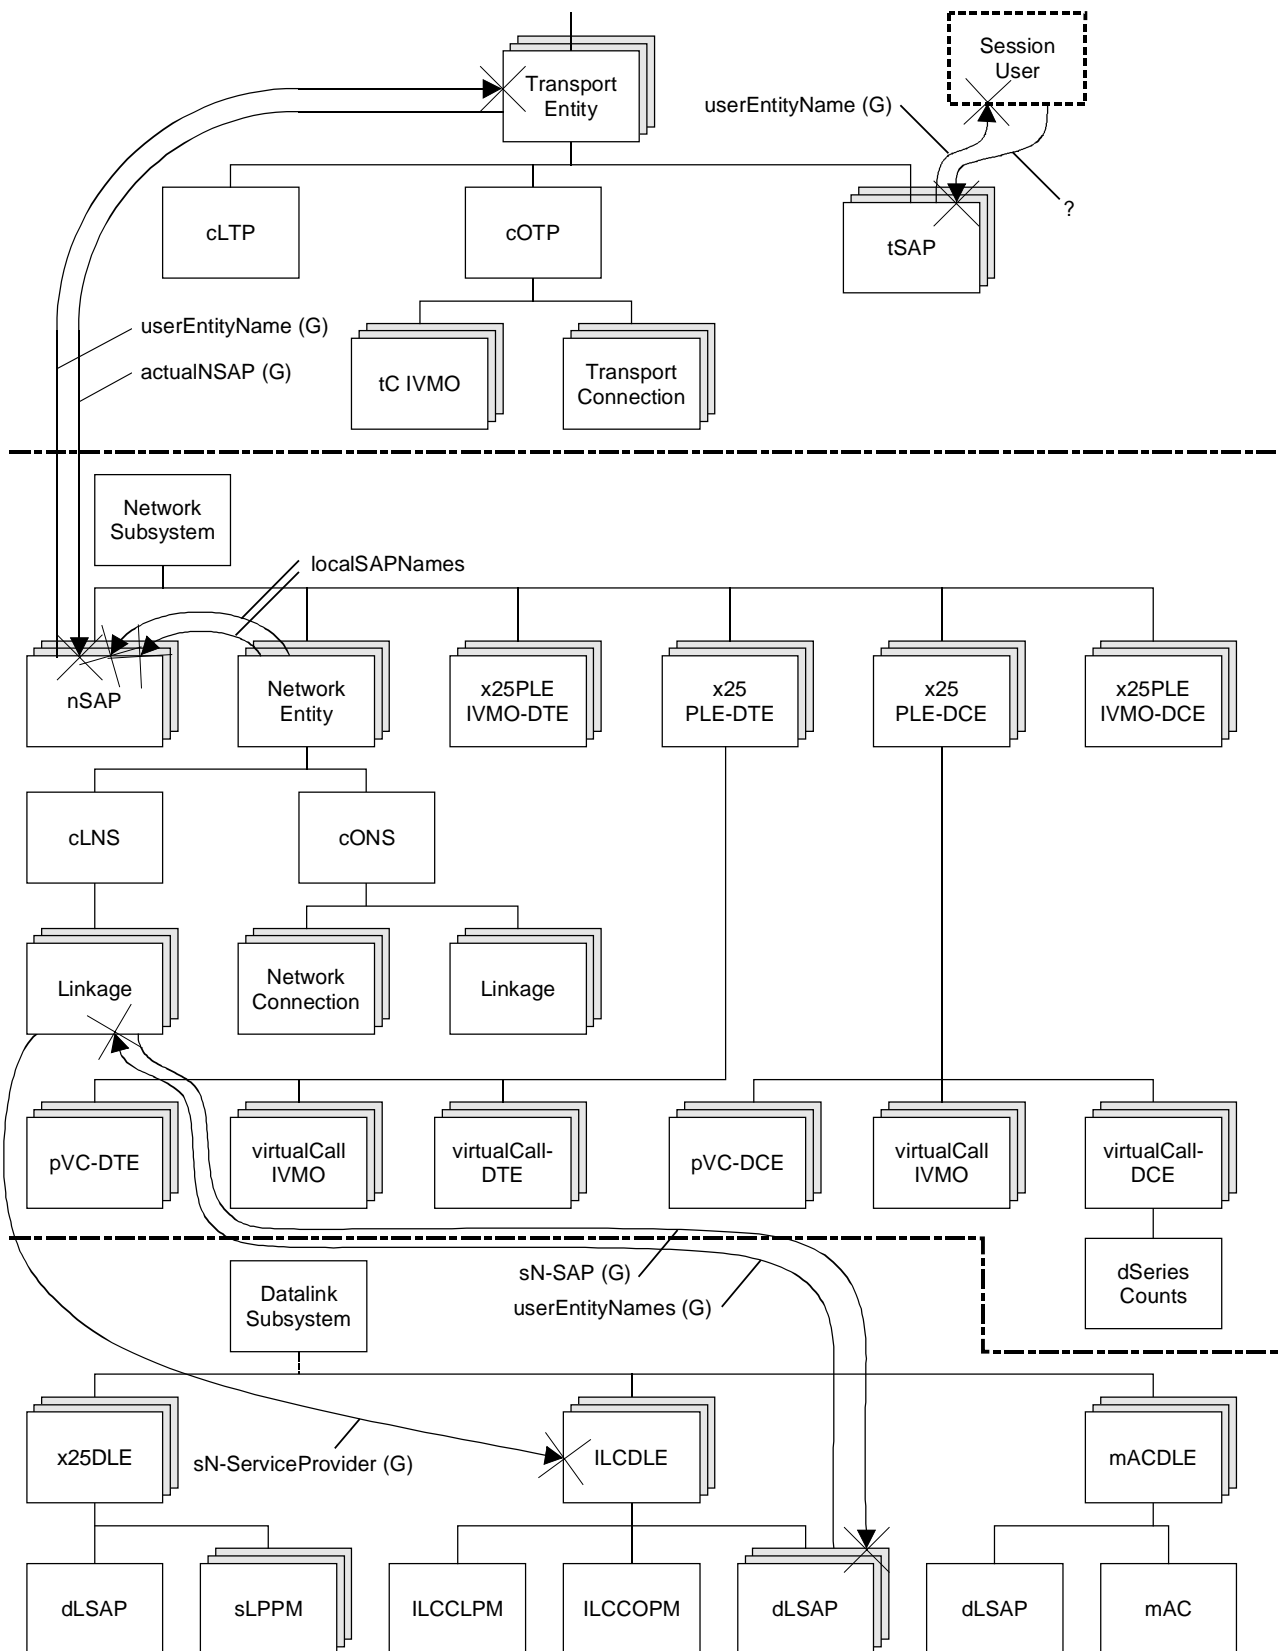 Session
User
Transport
Entity
userEntityName (G)
?
cLTP
cOTP
tSAP
userEntityName (G)
actualNSAP (G)
tC IVMO
Transport
Connection
Network
Subsystem
localSAPNames
nSAP
Network
Entity
x25PLE
IVMO-DTE
x25
PLE-DTE
x25
PLE-DCE
x25PLE
IVMO-DCE
cLNS
cONS
Linkage
Network
Connection
Linkage
pVC-DTE
virtualCall
IVMO
virtualCall-
DTE
pVC-DCE
virtualCall
IVMO
virtualCall-
DCE
sN-SAP (G)
userEntityNames (G)
dSeries
Counts
Datalink
Subsystem
x25DLE
sN-ServiceProvider (G)
lLCDLE
mACDLE
dLSAP
sLPPM
lLCCLPM
lLCCOPM
dLSAP
dLSAP
mAC